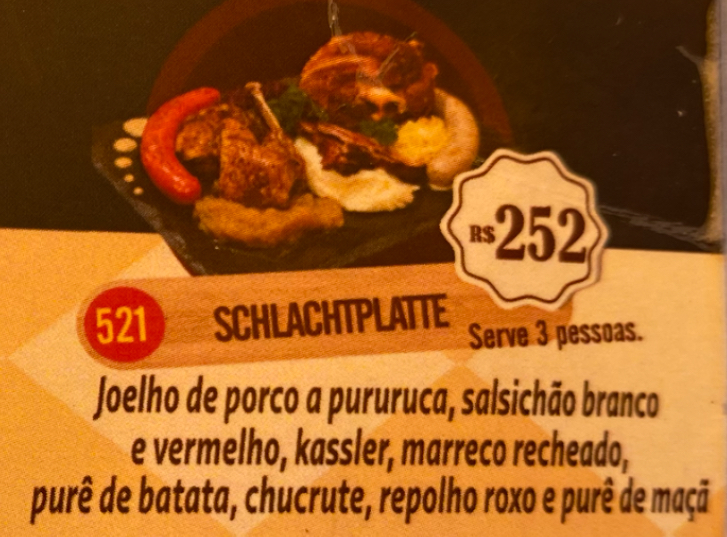 R$252
521 SCHLACHTPLATTE Serve 3 pessoas.
Joelho de porco a pururuca, salsichão branco
e vermelho, kassler, marreco recheado,
purê de batata, chucrute, repolho roxo e purê de maçã